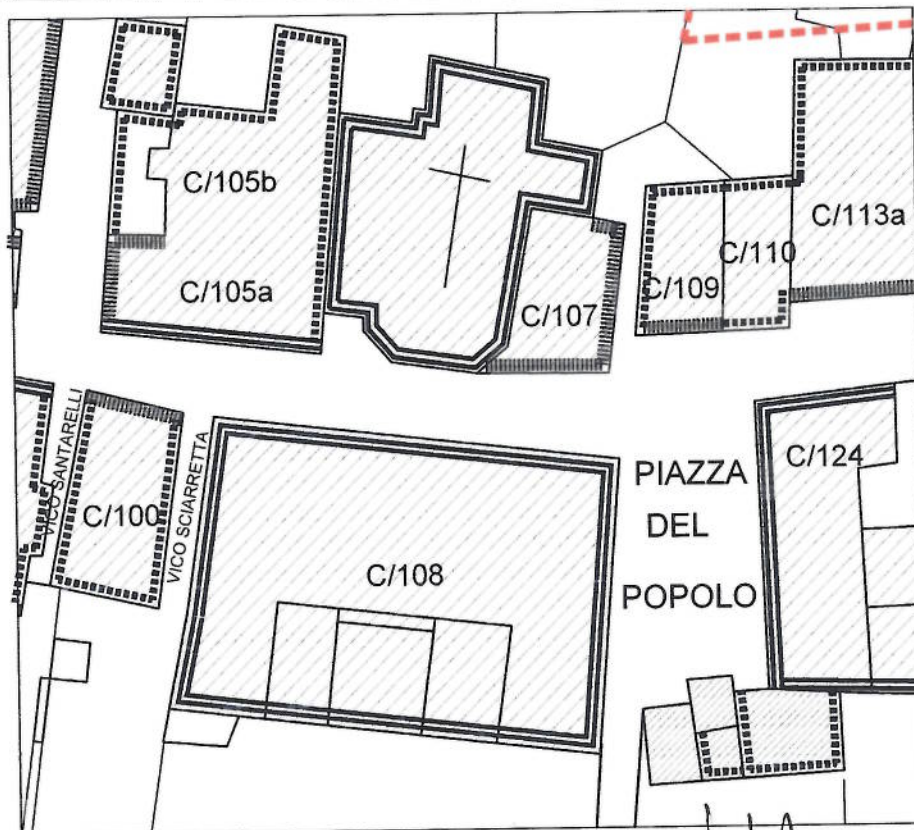 C/105b
C/113a
C/110
C/105a
C/109
C/107
VICO SANTARELLI
VICO SCIARRETTA
C/124
PIAZZA
C/100
DEL
C/108
POPOLO